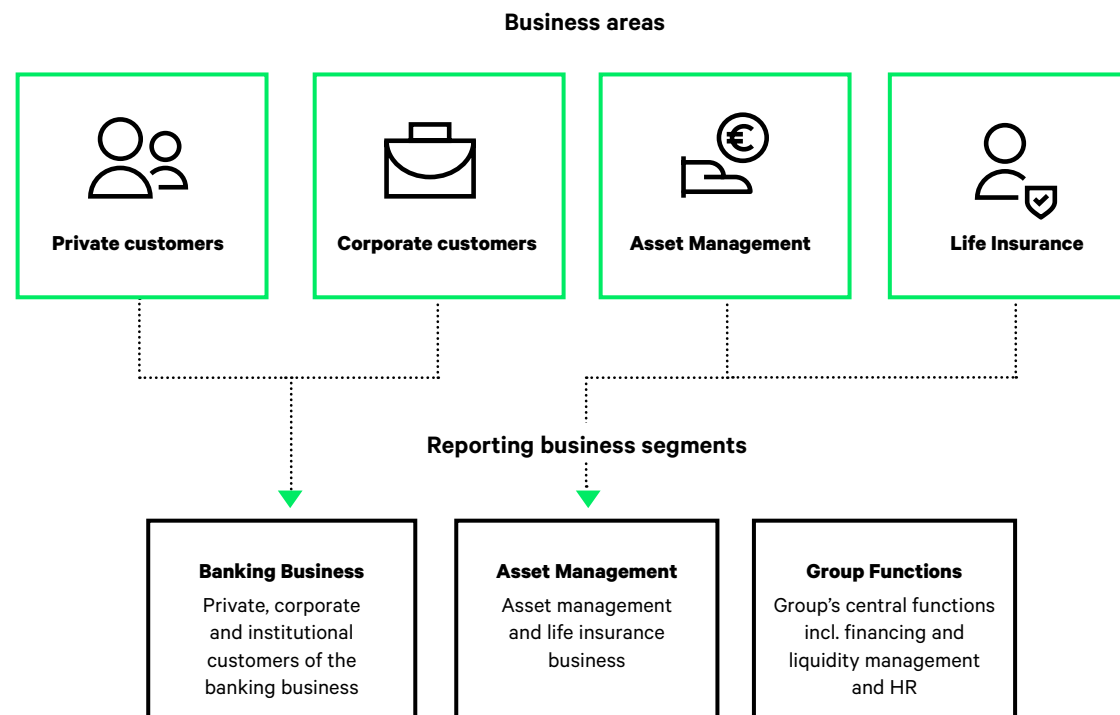 Business areas
Private customers
Corporate customers
Asset Management
Life Insurance
Reporting business segments
Banking Business
Private, corporate
and institutional
customers of the
banking business
Asset Management
Asset management
and life insurance
business
Group Functions
Group’s central functions
incl. financing and
liquidity management
and HR